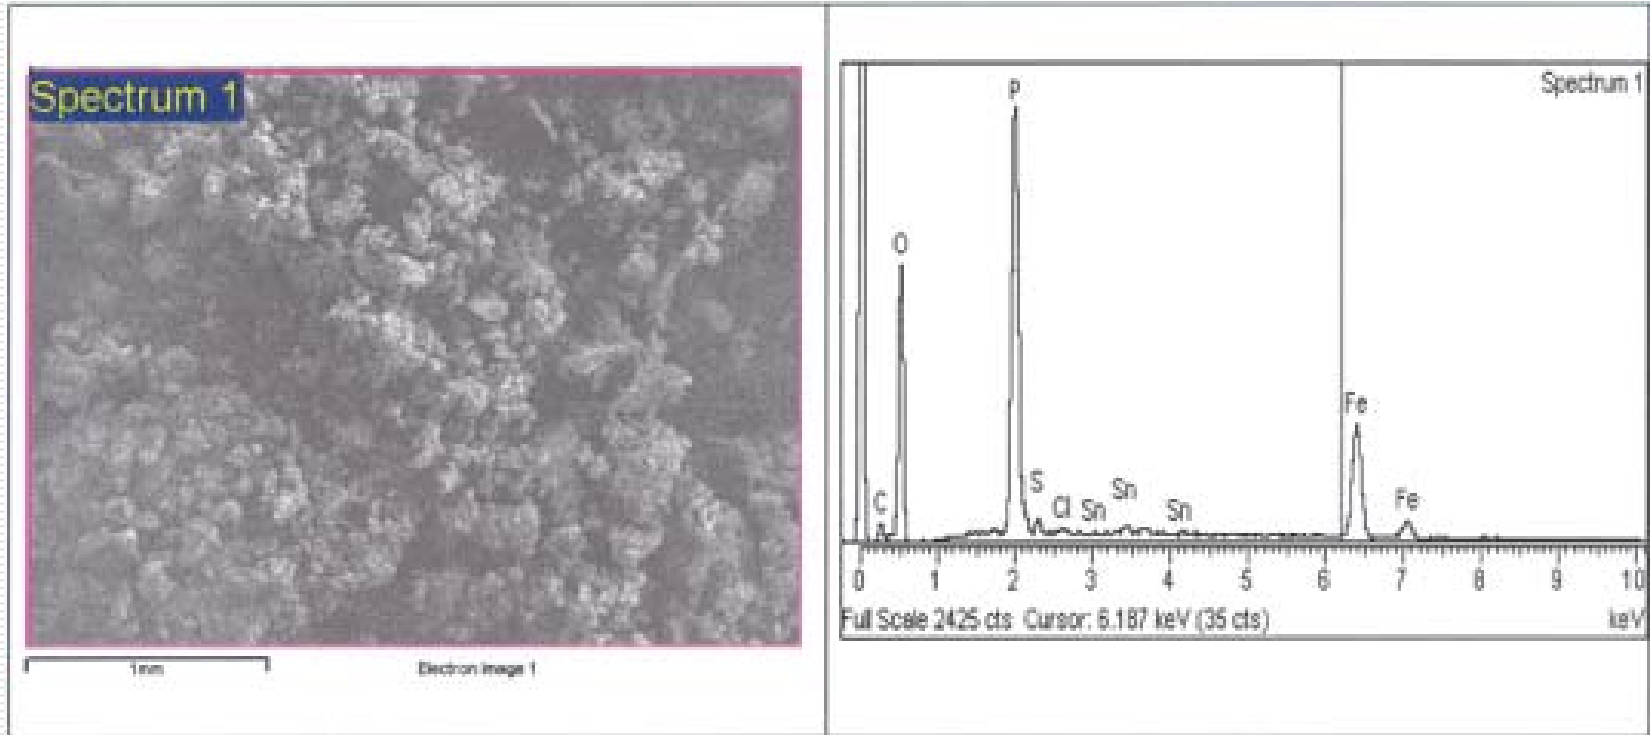 Spectrum 1
1mm
Electron Image 1
Spectrum 1
P
O
Fe
S
Sn
C
Cl
Sn
Sn
Fe
0 1 2 3 4 5 6 7 8 9 10
Full Scale 2425 cts Cursor: 6.187 keV (35 cts)
keV